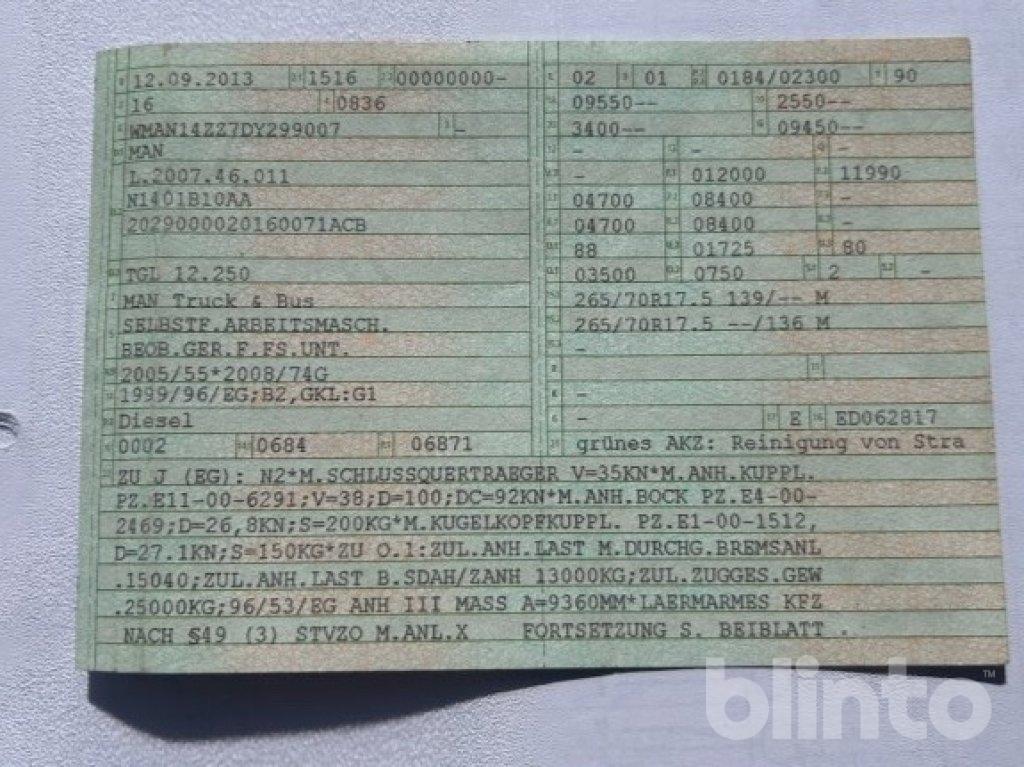 12.09.2013 1516 00000000-
16 0836
WMAN14ZZ7DY299007 -
MAN
L.2007.46.011
N1401B10AA
2029000020160071ACB
TGL 12.250
MAN Truck & Bus
SELBSTF.ARBEITSMASCH.
BEOB.GER.F.FS.UNT.
2005/55*2008/74G
1999/96/EG;B2,GKL:G1
Diesel
0002 0684 06871
02 01 0184/02300 90
09550-- 2550--
3400-- 09450--
- - -
- 012000 11990
04700 08400 -
04700 08400 -
88 01725 80
03500 0750 2 -
265/70R17.5 139/-- M
265/70R17.5 --/136 M
-
-
- E ED062817
grünes AKZ: Reinigung von Stra
ZU J (EG): N2*M.SCHLUSSQUERTRAEGER V=35KN*M.ANH.KUPPL.
PZ.E11-00-6291;V=38;D=100;DC=92KN*M.ANH.BOCK PZ.E4-00-
2469;D=26,8KN;S=200KG*M.KUGELKOPFKUPPL. PZ.E1-00-1512,
D=27.1KN;S=150KG*ZU O.1:ZUL.ANH.LAST M.DURCHG.BREMSANL
.15040;ZUL.ANH.LAST B.SDAH/ZANH 13000KG;ZUL.ZUGGES.GEW
.25000KG;96/53/EG ANH III MASS A=9360MM*LAERMARMES KFZ
NACH §49 (3) STVZO M.ANL.X FORTSETZUNG S. BEIBLATT .
blinto™